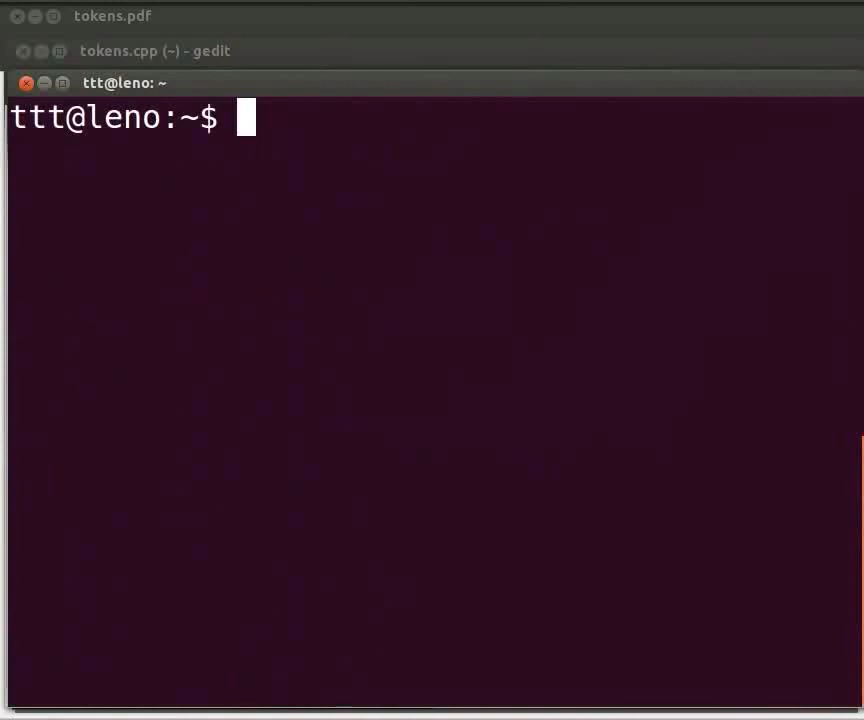 tokens.pdf
tokens.cpp (~) - gedit
ttt@leno: ~
ttt@leno:~$